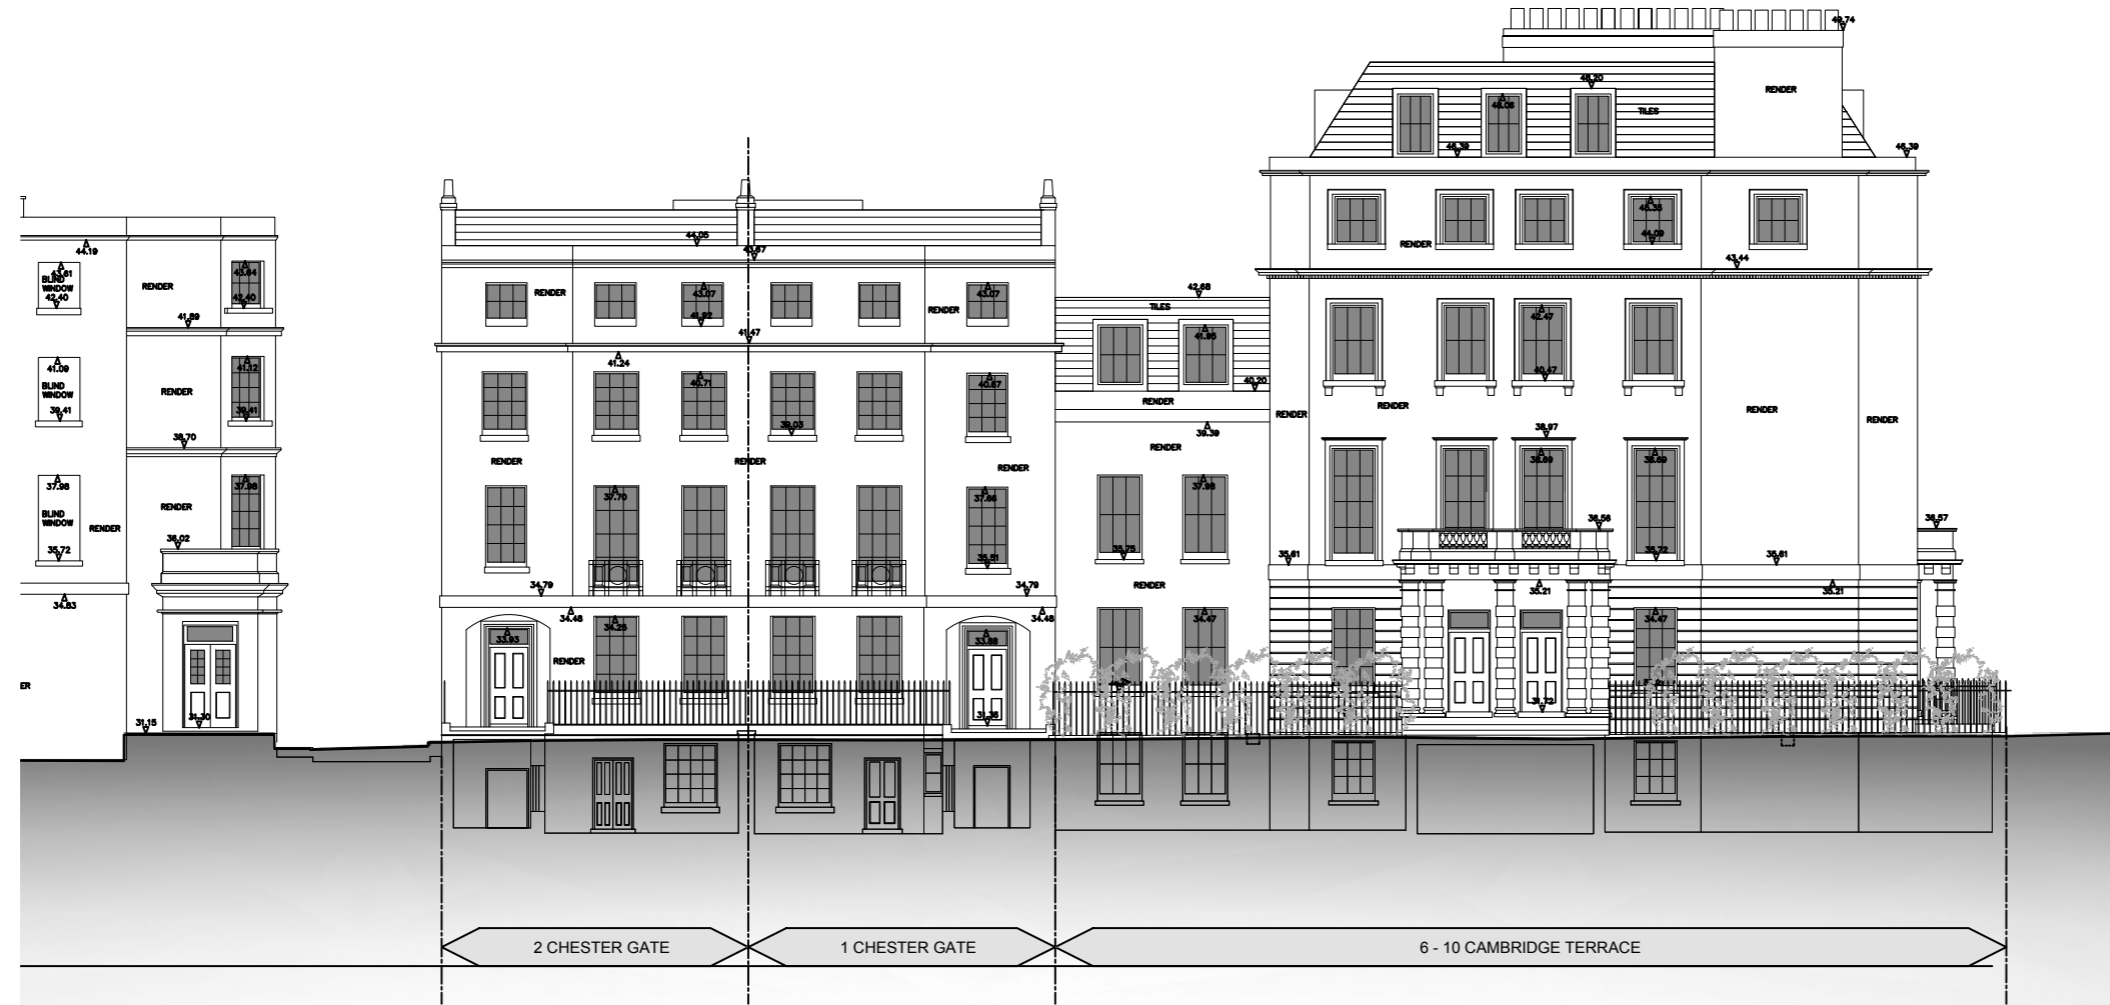 49.74
48.20
RENDER
48.06
TILES
46.39
46.39
45.35
44.09
RENDER
43.44
44.19
43.61
BLIND
WINDOW
42.40
RENDER
43.64
42.40
41.89
44.05
43.67
RENDER
43.07
41.92
43.07
RENDER
41.47
41.24
42.68
TILES
41.95
40.20
RENDER
39.39
RENDER
42.47
40.47
RENDER
RENDER
RENDER
RENDER
41.09
BLIND
WINDOW
39.41
RENDER
41.12
39.41
38.70
40.71
39.03
40.67
RENDER
RENDER
RENDER
38.97
38.69
38.69
37.98
BLIND
WINDOW
35.72
RENDER
RENDER
37.98
36.02
37.70
37.66
35.51
37.98
35.75
RENDER
36.56
36.57
35.72
35.61
35.61
35.21
35.21
34.83
34.79
34.79
34.48
34.48
34.25
33.93
33.88
34.47
34.47
RENDER
ER
31.15
31.30
31.36
31.72
2 CHESTER GATE
1 CHESTER GATE
6 - 10 CAMBRIDGE TERRACE